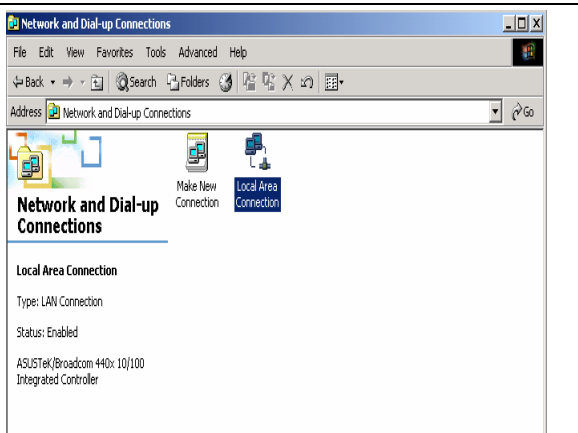 Network and Dial-up Connections
File Edit View Favorites Tools Advanced Help
Back Search Folders
Address Network and Dial-up Connections Go
Make New
Connection
Local Area
Connection
Network and Dial-up
Connections
Local Area Connection
Type: LAN Connection
Status: Enabled
ASUSTeK/Broadcom 440x 10/100
Integrated Controller